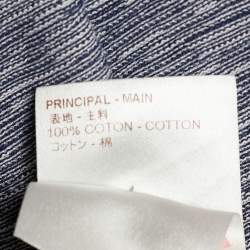 PRINCIPAL - MAIN
表地 - 主料
100% COTON - COTTON
コットン - 棉